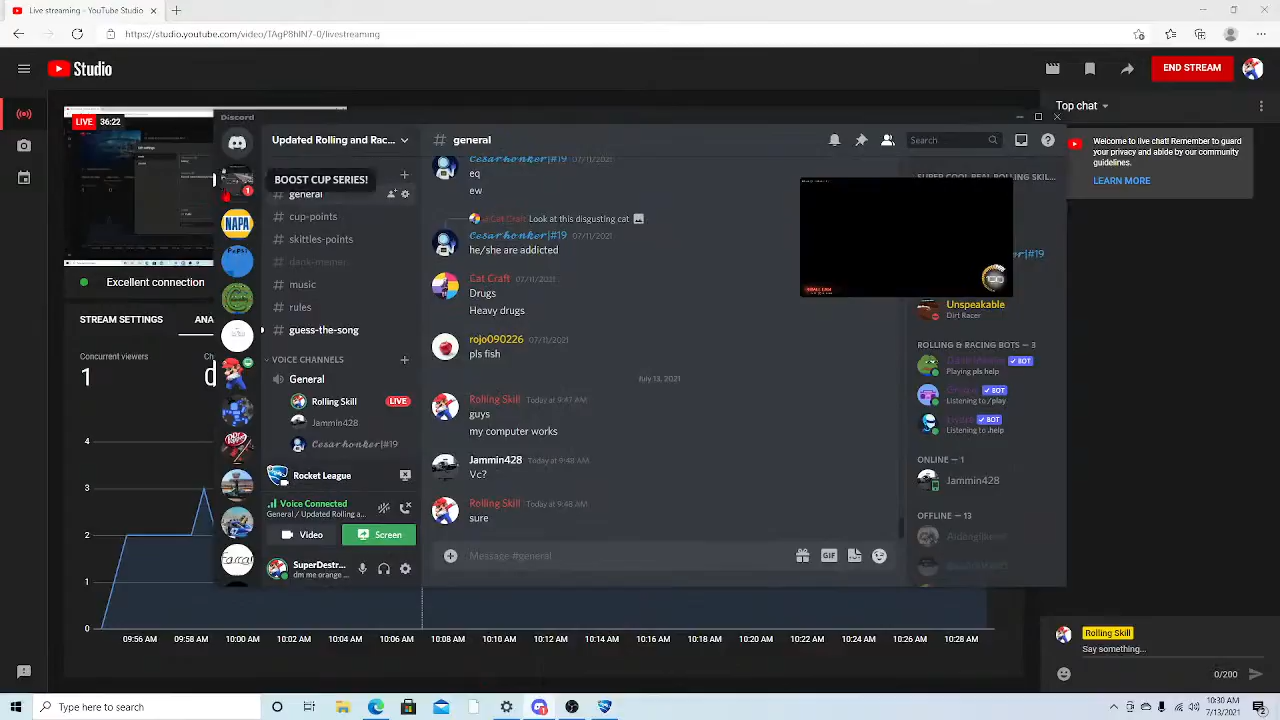 Live streaming - YouTube Studio
https://studio.youtube.com/video/TAgP8hIN7-0/livestreaming
Studio
END STREAM
LIVE 36:22
Excellent connection
STREAM SETTINGS
Concurrent viewers
1
0
4
3
2
1
0
09:56 AM 09:58 AM 10:00 AM 10:02 AM 10:04 AM 10:08 AM 10:10 AM 10:12 AM 10:14 AM 10:16 AM 10:18 AM 10:20 AM 10:22 AM 10:24 AM 10:26 AM 10:28 AM
Discord
Updated Rolling and Rac...
BOOST CUP SERIES!
NAPA
general
cup-points
skittles-points
music
rules
guess-the-song
VOICE CHANNELS
General
Rolling Skill LIVE
Jammin428
Cesarhonker|#19
Rocket League
Voice Connected
General / Updated Rolling a...
Video
Screen
SuperDestr...
dm me orange ...
# general
Search...
Cesarhonker|#19 07/11/2021
ew
Cat Craft Look at this disgusting cat
Cesarhonker|#19 07/11/2021
he/she are addicted
Cat Craft 07/11/2021
Drugs
Heavy drugs
rojo090226 07/11/2021
pls fish
July 13, 2021
Rolling Skill Today at 9:47 AM
guys
my computer works
Jammin428 Today at 9:48 AM
Vc?
Rolling Skill Today at 9:48 AM
sure
Message #general
GIF
SUPER COOL REAL ROLLING SKIL...
Unspeakable
Dirt Racer
ROLLING & RACING BOTS — 3
BOT
Playing pls help
BOT
Listening to /play
BOT
Listening to .help
ONLINE — 1
Jammin428
OFFLINE — 13
Top chat
Welcome to live chat! Remember to guard
your privacy and abide by our community
guidelines.
LEARN MORE
Rolling Skill
Say something...
0/200
Type here to search
10:30 AM
7/13/2021